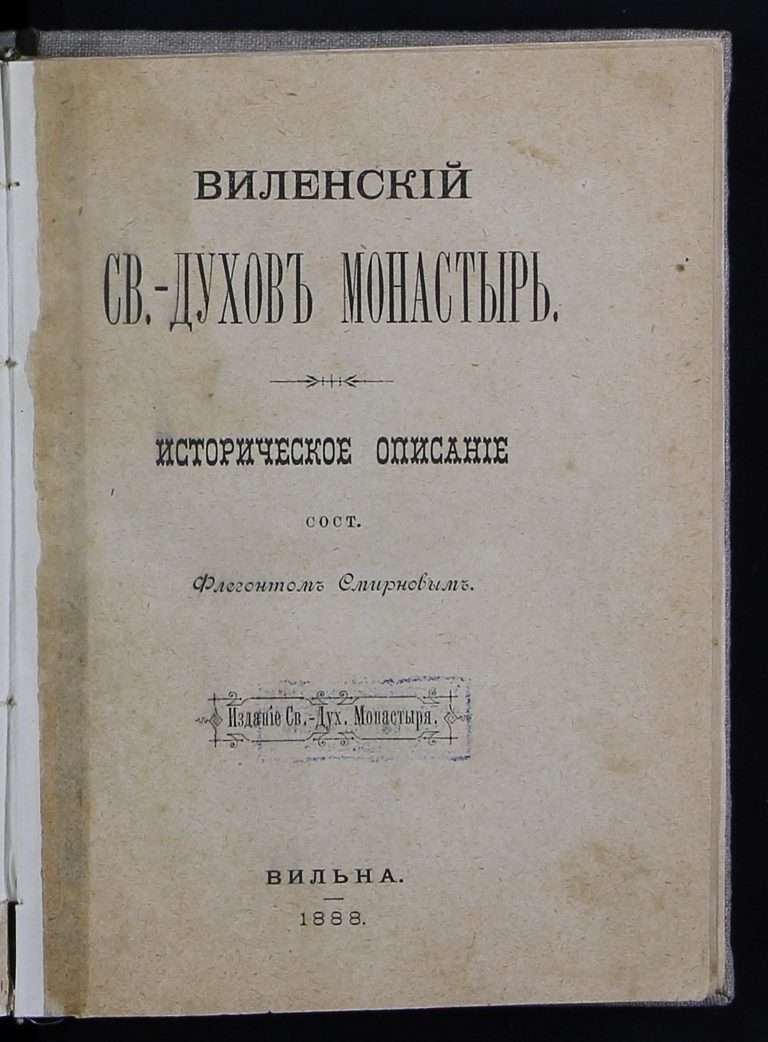 ВИЛЕНСКІЙ
СВ.-ДУХОВЪ МОНАСТЫРЬ.
ИСТОРИЧЕСКОЕ ОПИСАНІЕ
СОСТ.
Флегонтомъ Смирновымъ.
Изданіе Св.-Дух. Монастыря.
ВИЛЬНА.
1888.